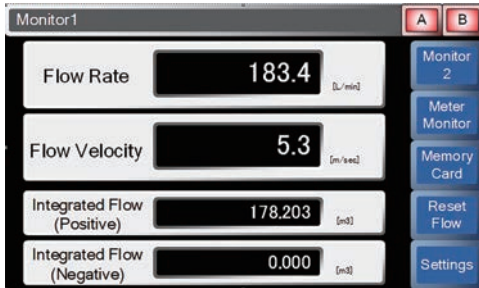 Monitor1
A B
Flow Rate 183.4 [L/min]
Flow Velocity 5.3 [m/sec]
Integrated Flow
(Positive) 178,203 [m3]
Integrated Flow
(Negative) 0,000 [m3]
Monitor
2
Meter
Monitor
Memory
Card
Reset
Flow
Settings